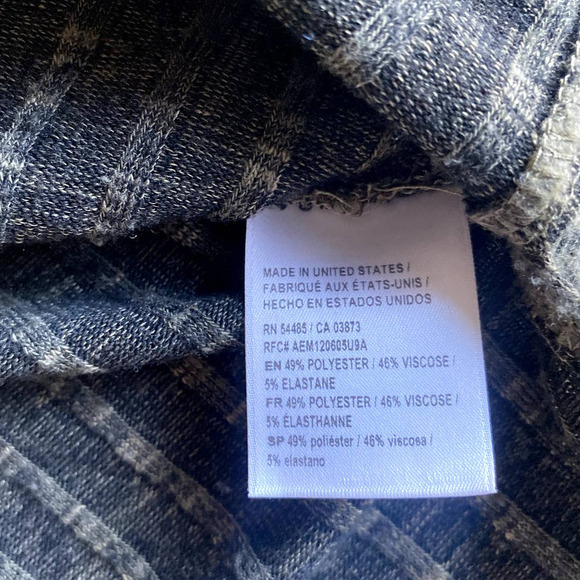 MADE IN UNITED STATES /
FABRIQUÉ AUX ÉTATS-UNIS /
HECHO EN ESTADOS UNIDOS
RN 54485 / CA 03873
RFC# AEM120605U9A
EN 49% POLYESTER / 46% VISCOSE /
5% ELASTANE
FR 49% POLYESTER / 46% VISCOSE /
5% ÉLASTHANNE
SP 49% poliéster / 46% viscosa /
5% elastano